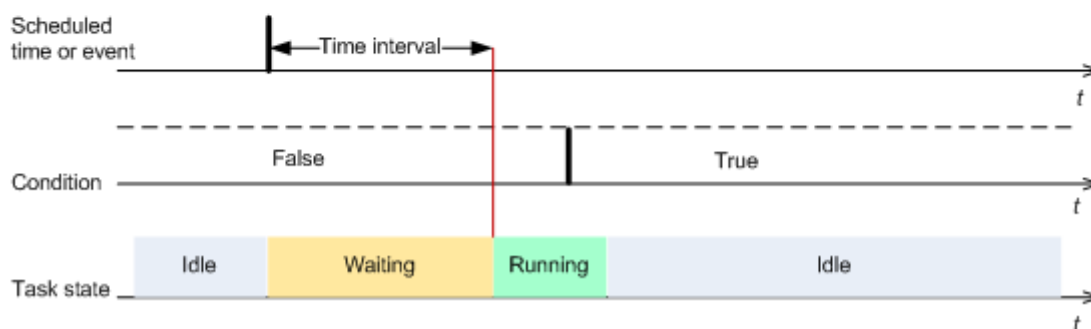 Scheduled
time or event
Time interval
t
False
True
Condition
t
Idle
Waiting
Running
Idle
Task state
t